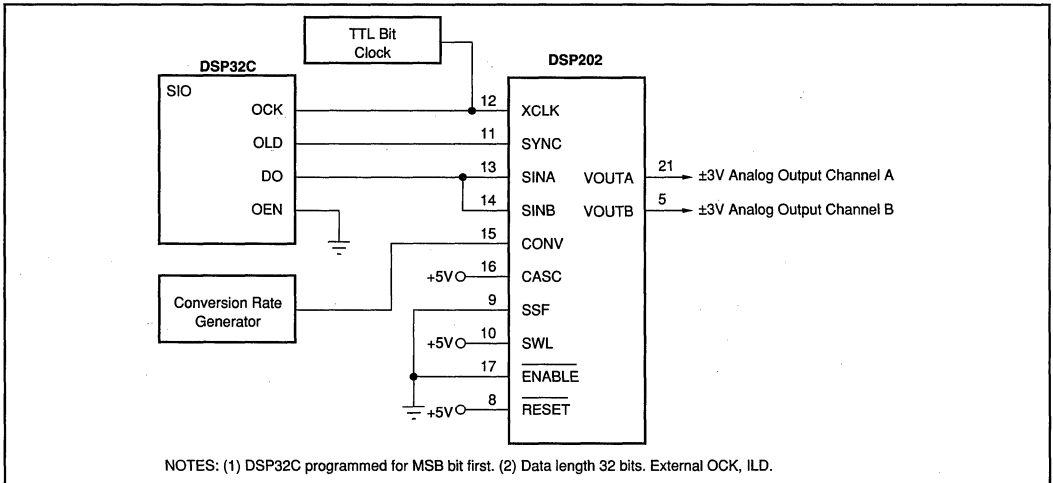 TTL Bit
Clock
DSP32C
DSP202
SIO
OCK
12
XCLK
OLD
11
SYNC
DO
13
SINA
VOUTA
21
±3V Analog Output Channel A
OEN
14
SINB
VOUTB
5
±3V Analog Output Channel B
15
CONV
+5V
16
CASC
Conversion Rate
Generator
9
SSF
+5V
10
SWL
17
ENABLE
+5V
8
RESET
NOTES: (1) DSP32C programmed for MSB bit first. (2) Data length 32 bits. External OCK, ILD.